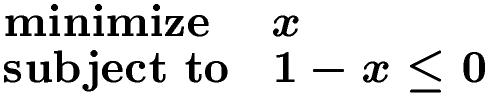 minimize x
subject to 1 − x ≤ 0